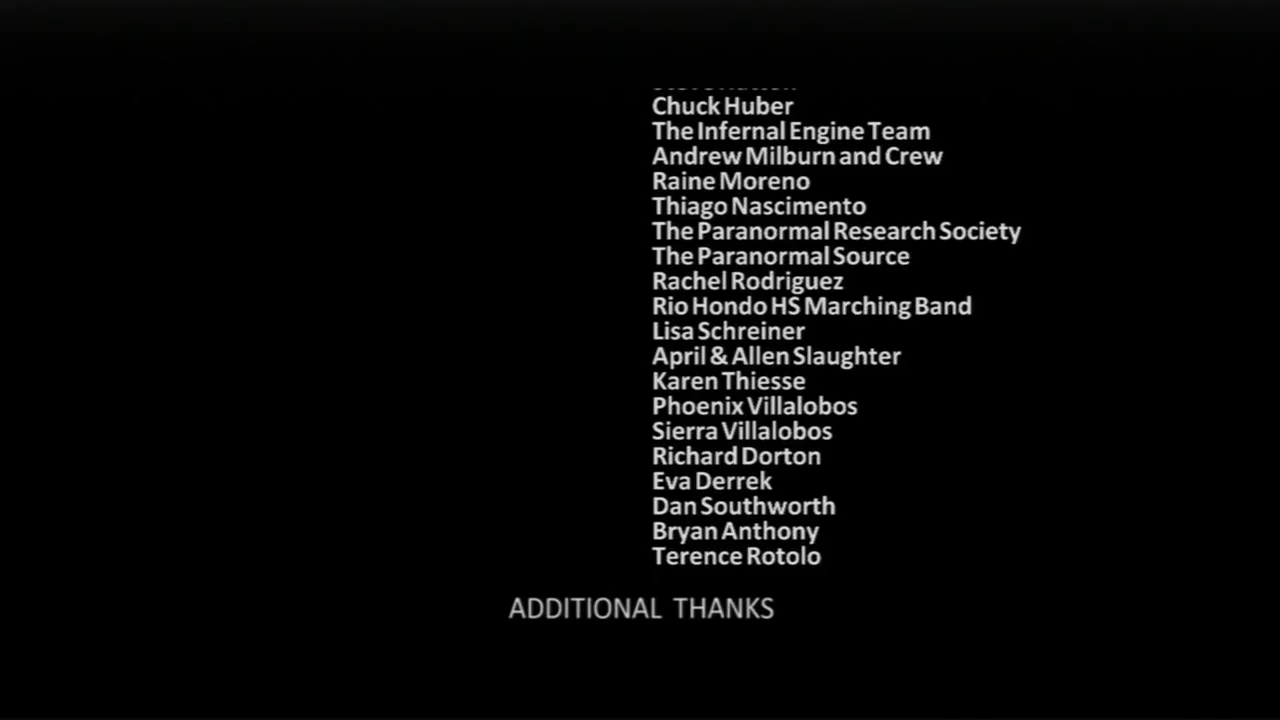 Chuck Huber
The Infernal Engine Team
Andrew Milburn and Crew
Raine Moreno
Thiago Nascimento
The Paranormal Research Society
The Paranormal Source
Rachel Rodriguez
Rio Hondo HS Marching Band
Lisa Schreiner
April & Allen Slaughter
Karen Thiesse
Phoenix Villalobos
Sierra Villalobos
Richard Dorton
Eva Derrek
Dan Southworth
Bryan Anthony
Terence Rotolo
ADDITIONAL THANKS